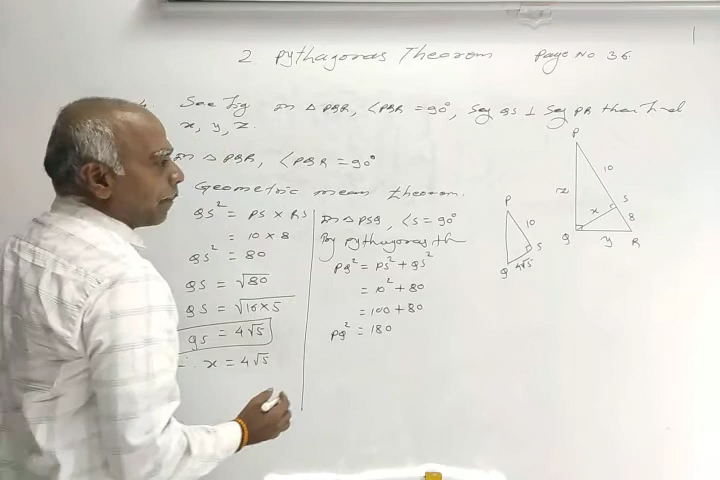 2 Pythagoras Theorem Page No 36.
See fig in △ PQR, ∠PQR = 90°, seg QS ⊥ seg PR then find
x, y, z.
in △ PQR, ∠PQR = 90°
Geometric mean theorem.
QS² = PS × RS
= 10 × 8
QS² = 80
QS = √80
QS = √16×5
QS = 4√5
∴ x = 4√5
in △ PSQ, ∠S = 90°
By pythagoras th
PQ² = PS² + QS²
= 10² + 80
= 100 + 80
PQ² = 180
P
10
S
Q 4√5
P
10
z
x
S
8
Q y R